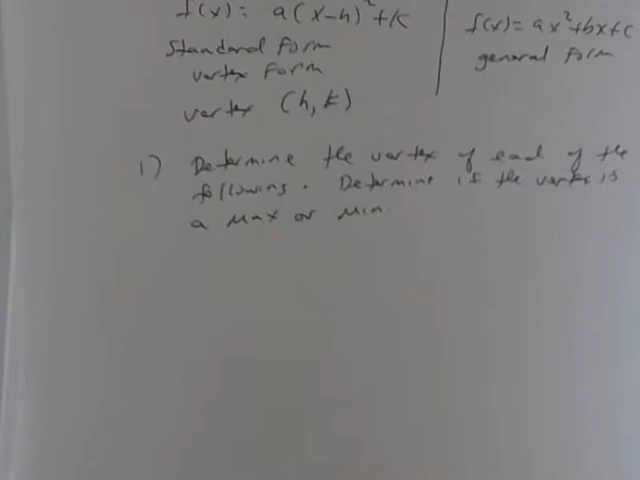 f(x) = a(x-h)²+k
Standard form
vertex form
vertex (h, k)
f(x) = ax²+bx+c
general form
1) Determine the vertex of each of the
following. Determine if the vertex is
a Max or Min.